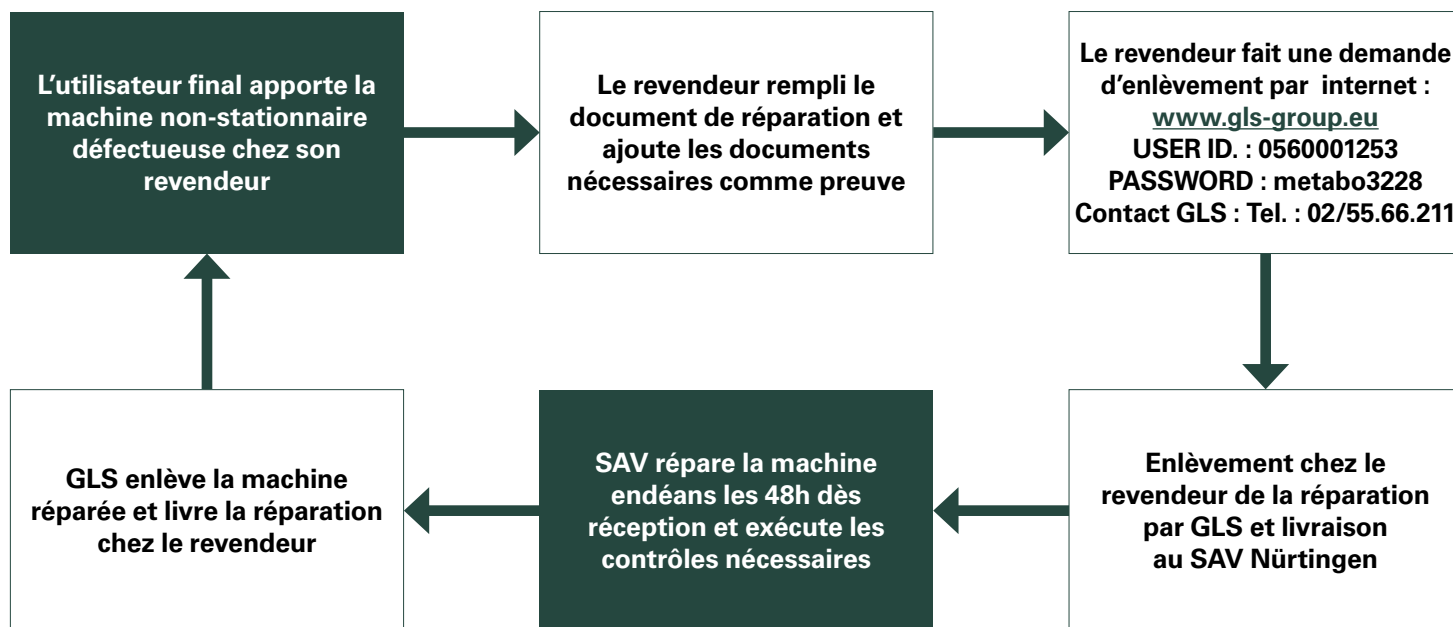 L’utilisateur final apporte la
machine non-stationnaire
défectueuse chez son
revendeur
Le revendeur rempli le
document de réparation et
ajoute les documents
nécessaires comme preuve
Le revendeur fait une demande
d’enlèvement par internet :
www.gls-group.eu
USER ID. : 0560001253
PASSWORD : metabo3228
Contact GLS : Tel. : 02/55.66.211
GLS enlève la machine
réparée et livre la réparation
chez le revendeur
SAV répare la machine
endéans les 48h dès
réception et exécute les
contrôles nécessaires
Enlèvement chez le
revendeur de la réparation
par GLS et livraison
au SAV Nürtingen